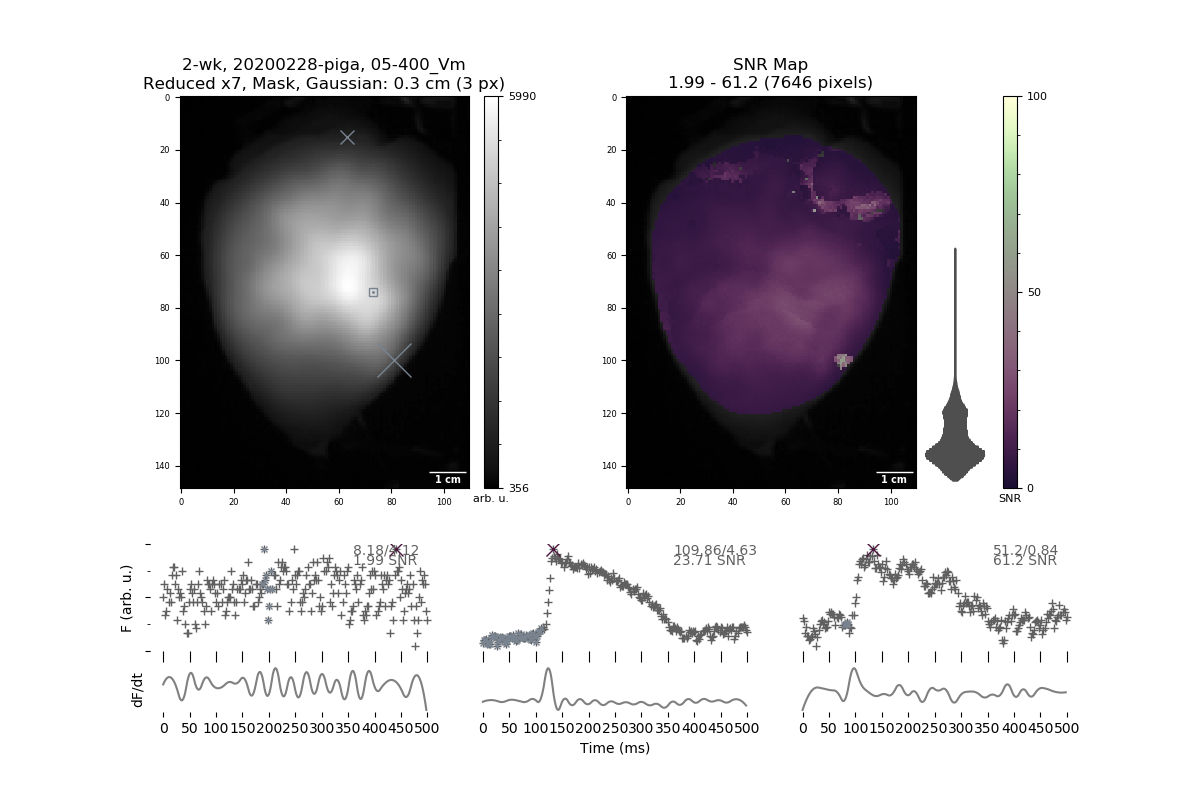 2-wk, 20200228-piga, 05-400_Vm
Reduced x7, Mask, Gaussian: 0.3 cm (3 px)
SNR Map
1.99 - 61.2 (7646 pixels)
0
20
40
60
80
100
120
140
0 20 40 60 80 100
1 cm
5990
356
arb. u.
0
20
40
60
80
100
120
140
0 20 40 60 80 100
1 cm
100
50
0
SNR
F (arb. u.)
1.99 SNR
109.86/4.63
23.71 SNR
51.2/0.84
61.2 SNR
dF/dt
0 50 100 150 200 250 300 350 400 450 500
0 50 100 150 200 250 300 350 400 450 500
0 50 100 150 200 250 300 350 400 450 500
Time (ms)